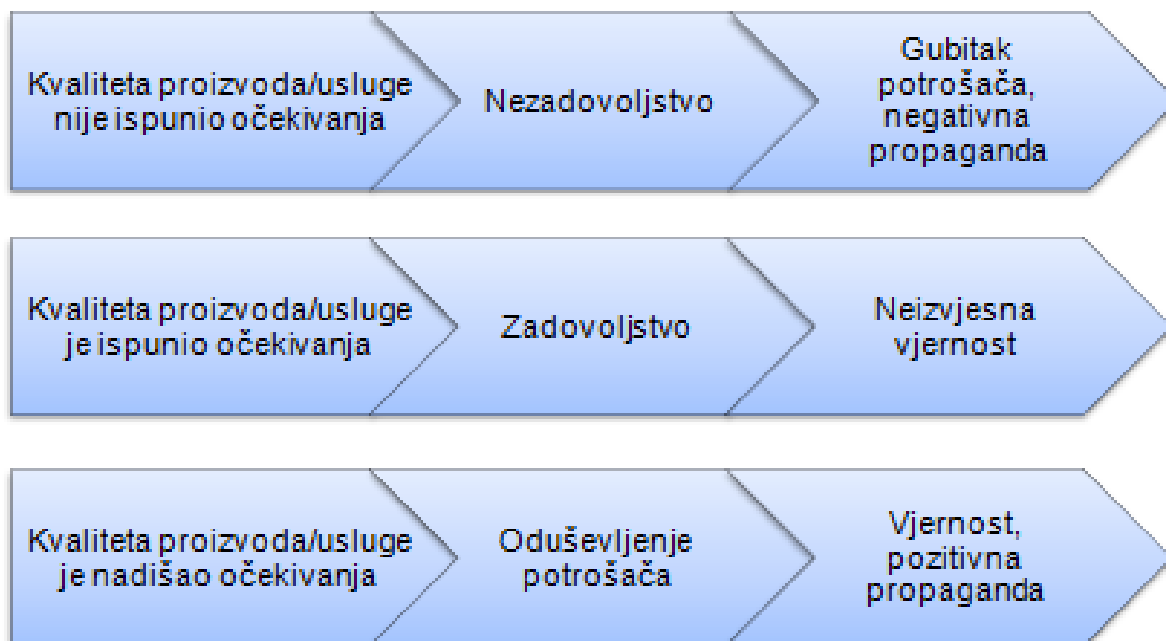 Kvaliteta proizvoda/usluge
nije ispunio očekivanja
Nezadovoljstvo
Gubitak
potrošača,
negativna
propaganda
Kvaliteta proizvoda/usluge
je ispunio očekivanja
Zadovoljstvo
Neizvjesna
vjernost
Kvaliteta proizvoda/usluge
je nadišao očekivanja
Oduševljenje
potrošača
Vjernost,
pozitivna
propaganda